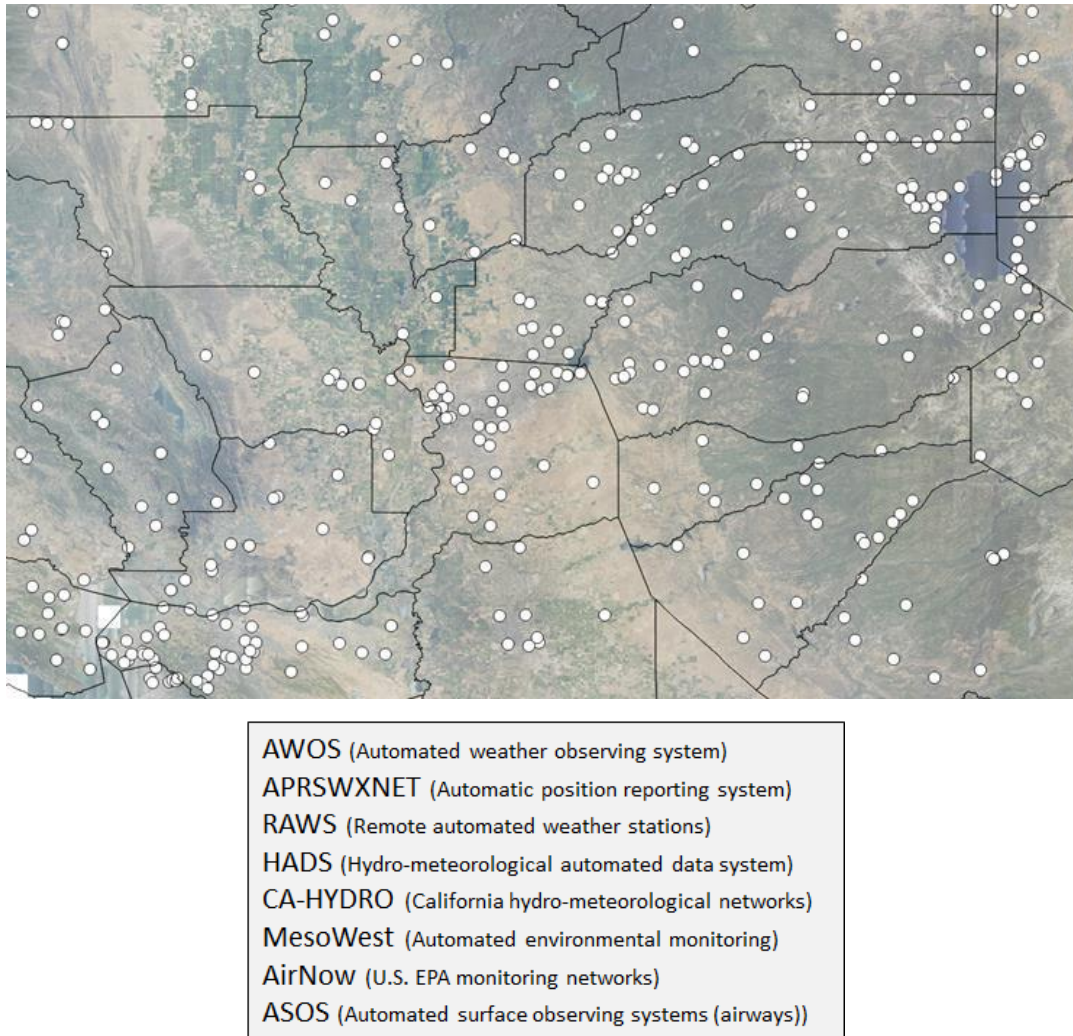 AWOS (Automated weather observing system)
APRSWXNET (Automatic position reporting system)
RAWS (Remote automated weather stations)
HADS (Hydro-meteorological automated data system)
CA-HYDRO (California hydro-meteorological networks)
MesoWest (Automated environmental monitoring)
AirNow (U.S. EPA monitoring networks)
ASOS (Automated surface observing systems (airways))